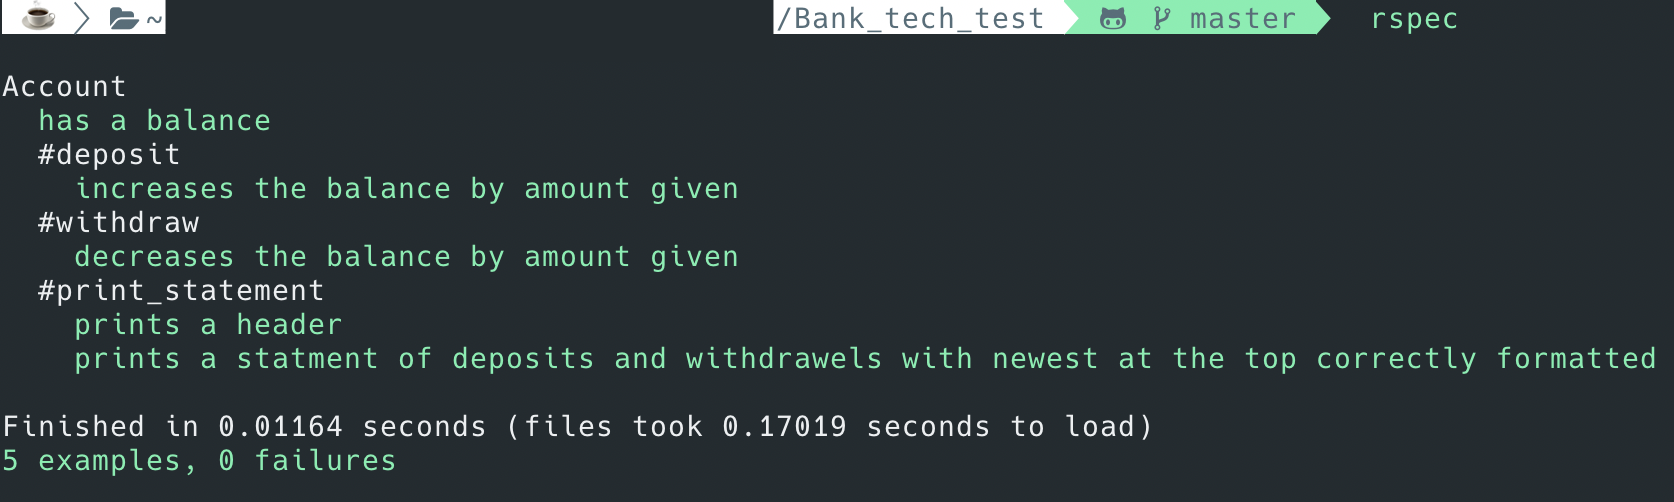 ~ /Bank_tech_test master rspec
Account
has a balance
#deposit
increases the balance by amount given
#withdraw
decreases the balance by amount given
#print_statement
prints a header
prints a statment of deposits and withdrawels with newest at the top correctly formatted
Finished in 0.01164 seconds (files took 0.17019 seconds to load)
5 examples, 0 failures